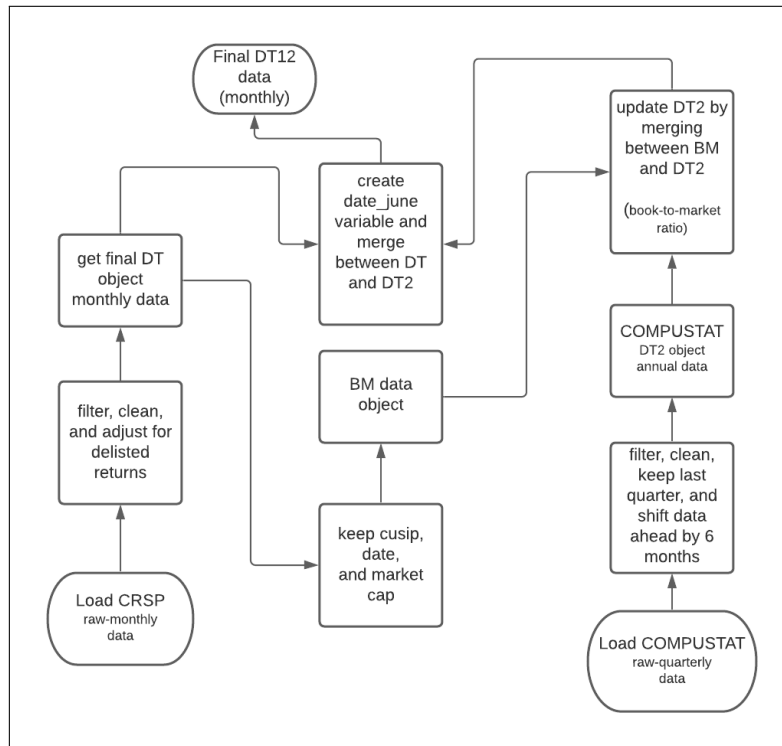 Final DT12
data
(monthly)
update DT2 by
merging
between BM
and DT2
(book-to-market
ratio)
create
date_june
variable and
merge
between DT
and DT2
get final DT
object
monthly data
COMPUSTAT
DT2 object
annual data
BM data
object
filter, clean,
and adjust for
delisted
returns
filter, clean,
keep last
quarter, and
shift data
ahead by 6
months
keep cusip,
date,
and market
cap
Load CRSP
raw-monthly
data
Load COMPUSTAT
raw-quarterly
data